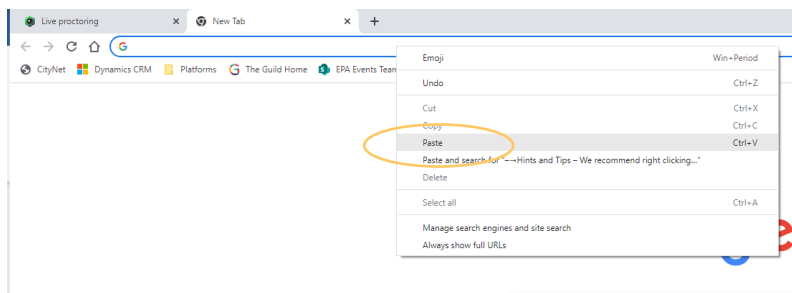 Live proctoring × New Tab × +
G
CityNet Dynamics CRM Platforms G The Guild Home EPA Events Tean
Emoji Win+Period
Undo Ctrl+Z
Cut Ctrl+X
Copy Ctrl+C
Paste Ctrl+V
Paste and search for "–→Hints and Tips – We recommend right clicking..."
Delete
Select all Ctrl+A
Manage search engines and site search
Always show full URLs
e